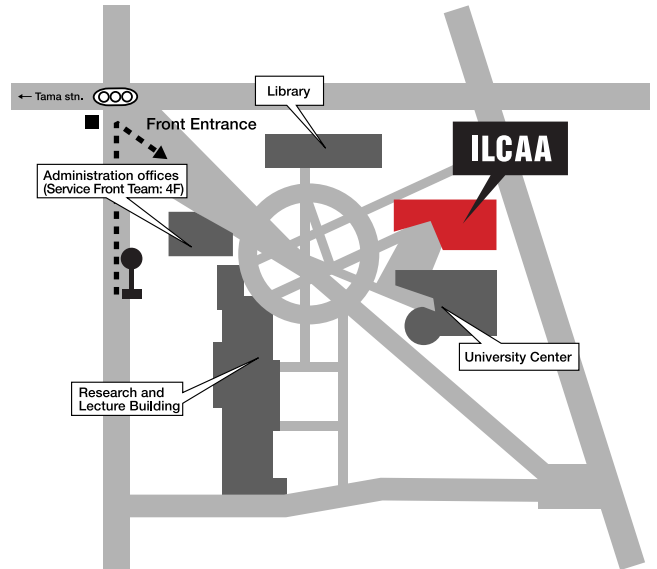 ← Tama stn.
Library
Front Entrance
ILCAA
Administration offices
(Service Front Team: 4F)
University Center
Research and
Lecture Building